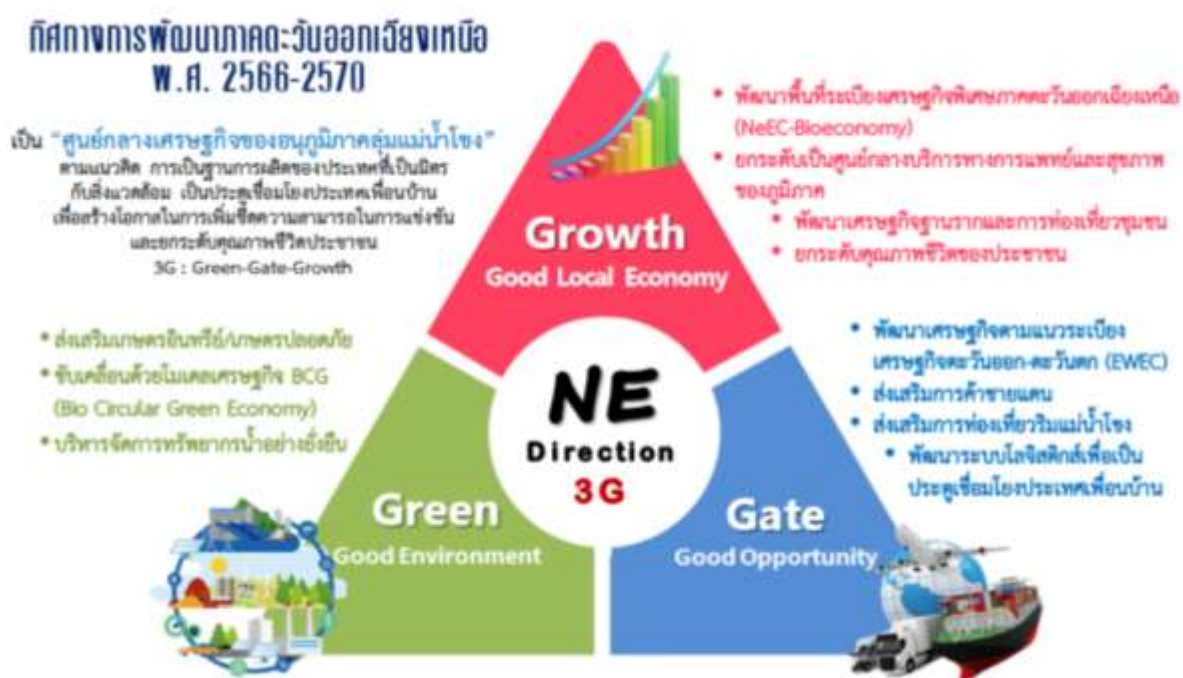 ทิศทางการพัฒนาภาคตะวันออกเฉียงเหนือ
พ.ศ. 2566-2570
เป็น “ศูนย์กลางเศรษฐกิจของอนุภูมิภาคลุ่มแม่น้ำโขง”
ตามแนวคิด การเป็นฐานการผลิตของประเทศที่เป็นมิตร
กับสิ่งแวดล้อม เป็นประตูเชื่อมโยงประเทศเพื่อนบ้าน
เพื่อสร้างโอกาสในการเพิ่มขีดความสามารถในการแข่งขัน
และยกระดับคุณภาพชีวิตประชาชน
3G : Green-Gate-Growth
Growth
Good Local Economy
• พัฒนาพื้นที่ระเบียงเศรษฐกิจพิเศษภาคตะวันออกเฉียงเหนือ
(NeEC-Bioeconomy)
• ยกระดับเป็นศูนย์กลางบริการทางการแพทย์และสุขภาพ
ของภูมิภาค
• พัฒนาเศรษฐกิจฐานรากและการท่องเที่ยวชุมชน
• ยกระดับคุณภาพชีวิตของประชาชน
• ส่งเสริมเกษตรอินทรีย์/เกษตรปลอดภัย
• ขับเคลื่อนด้วยโมเดลเศรษฐกิจ BCG
(Bio Circular Green Economy)
• บริหารจัดการทรัพยากรน้ำอย่างยั่งยืน
NE
Direction
3G
• พัฒนาเศรษฐกิจตามแนวระเบียง
เศรษฐกิจตะวันออก-ตะวันตก (EWEC)
• ส่งเสริมการค้าชายแดน
• ส่งเสริมการท่องเที่ยวริมแม่น้ำโขง
• พัฒนาระบบโลจิสติกส์เพื่อเป็น
ประตูเชื่อมโยงประเทศเพื่อนบ้าน
Green
Good Environment
Gate
Good Opportunity